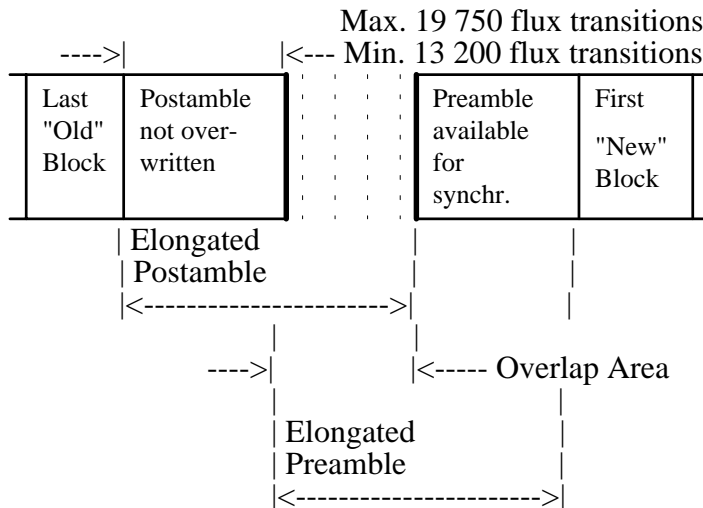 Max. 19 750 flux transitions
---->| |<--- Min. 13 200 flux transitions
Last
"Old"
Block
Postamble
not over-
written
Preamble
available
for
synchr.
First
"New"
Block
Elongated
Postamble
|<---------------------->|
---->| |<----- Overlap Area
Elongated
Preamble
|<---------------------->|